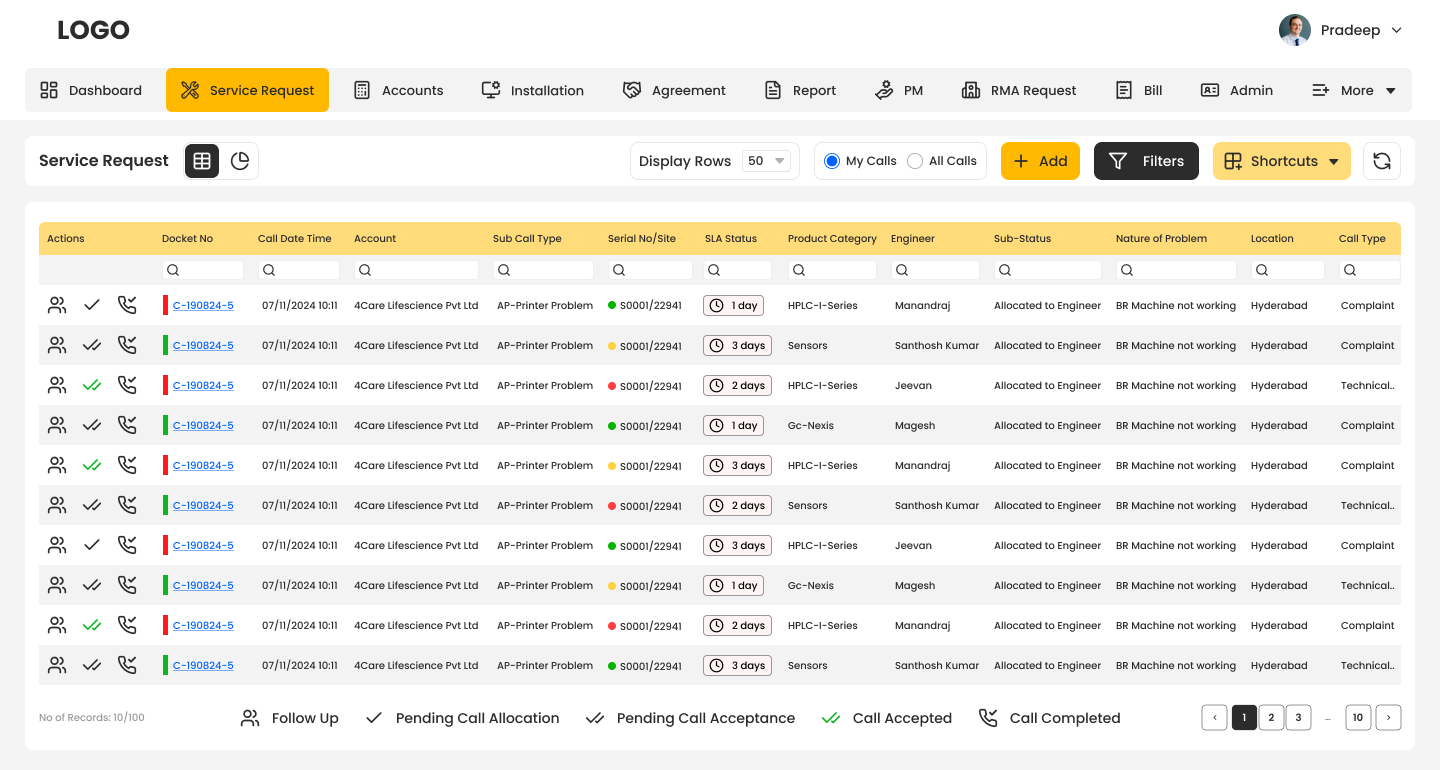 LOGO
Pradeep
Dashboard Service Request Accounts Installation Agreement Report PM RMA Request Bill Admin More
Service Request Display Rows 50 My Calls All Calls Add Filters Shortcuts
Actions Docket No Call Date Time Account Sub Call Type Serial No/Site SLA Status Product Category Engineer Sub-Status Nature of Problem Location Call Type
C-190824-5 07/11/2024 10:11 4Care Lifescience Pvt Ltd AP-Printer Problem S0001/22941 1 day HPLC-I-Series Manandraj Allocated to Engineer BR Machine not working Hyderabad Complaint
C-190824-5 07/11/2024 10:11 4Care Lifescience Pvt Ltd AP-Printer Problem S0001/22941 3 days Sensors Santhosh Kumar Allocated to Engineer BR Machine not working Hyderabad Complaint
C-190824-5 07/11/2024 10:11 4Care Lifescience Pvt Ltd AP-Printer Problem S0001/22941 2 days HPLC-I-Series Jeevan Allocated to Engineer BR Machine not working Hyderabad Technical..
C-190824-5 07/11/2024 10:11 4Care Lifescience Pvt Ltd AP-Printer Problem S0001/22941 1 day Gc-Nexis Magesh Allocated to Engineer BR Machine not working Hyderabad Complaint
C-190824-5 07/11/2024 10:11 4Care Lifescience Pvt Ltd AP-Printer Problem S0001/22941 3 days HPLC-I-Series Manandraj Allocated to Engineer BR Machine not working Hyderabad Complaint
C-190824-5 07/11/2024 10:11 4Care Lifescience Pvt Ltd AP-Printer Problem S0001/22941 2 days Sensors Santhosh Kumar Allocated to Engineer BR Machine not working Hyderabad Technical..
C-190824-5 07/11/2024 10:11 4Care Lifescience Pvt Ltd AP-Printer Problem S0001/22941 3 days HPLC-I-Series Jeevan Allocated to Engineer BR Machine not working Hyderabad Complaint
C-190824-5 07/11/2024 10:11 4Care Lifescience Pvt Ltd AP-Printer Problem S0001/22941 1 day Gc-Nexis Magesh Allocated to Engineer BR Machine not working Hyderabad Technical..
C-190824-5 07/11/2024 10:11 4Care Lifescience Pvt Ltd AP-Printer Problem S0001/22941 2 days HPLC-I-Series Manandraj Allocated to Engineer BR Machine not working Hyderabad Complaint
C-190824-5 07/11/2024 10:11 4Care Lifescience Pvt Ltd AP-Printer Problem S0001/22941 3 days Sensors Santhosh Kumar Allocated to Engineer BR Machine not working Hyderabad Technical..
No of Records: 10/100 Follow Up Pending Call Allocation Pending Call Acceptance Call Accepted Call Completed ‹ 1 2 3 ... 10 ›